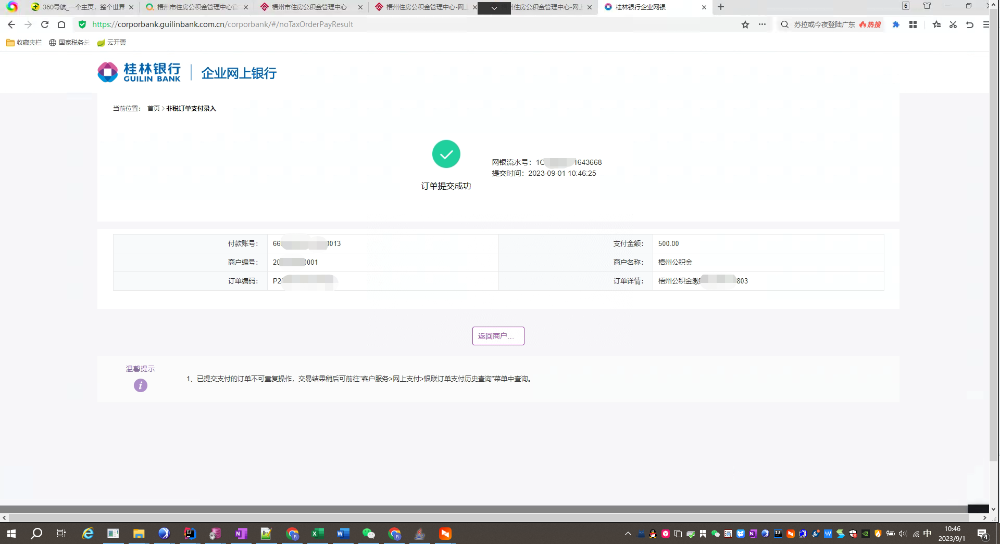 360导航_一个主页，整个世界
梧州市住房公积金管理中心官
梧州市住房公积金管理中心
梧州住房公积金管理中心-网上
住房公积金管理中心-网上
桂林银行企业网银
6
https://corporbank.guilinbank.com.cn/corporbank/#/noTaxOrderPayResult
苏拉或今夜登陆广东 热搜
收藏夹栏 国家税务总 云开票
桂林银行
GUILIN BANK
企业网上银行
当前位置： 首页 > 非税订单支付录入
网银流水号： 1643668
提交时间：2023-09-01 10:46:25
订单提交成功
付款账号： 66 0013 支付金额： 500.00
商户编号： 20 0001 商户名称： 梧州公积金
订单编码： P2 订单详情： 梧州公积金缴 803
返回商户...
温馨提示
1、已提交支付的订单不可重复操作，交易结果稍后可前往"客户服务>网上支付>银联订单支付历史查询"菜单中查询。
中
10:46
2023/9/1
4